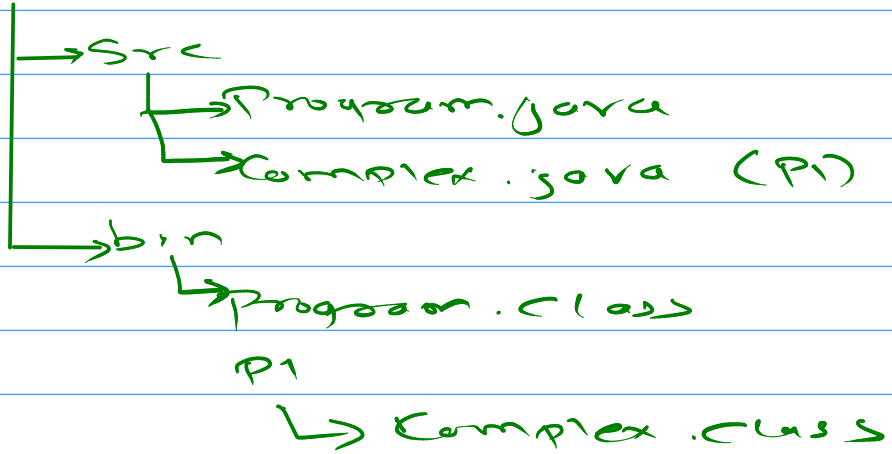 Src
Program.java
Complex.java (P1)
bin
Program.class
P1
Complex.class